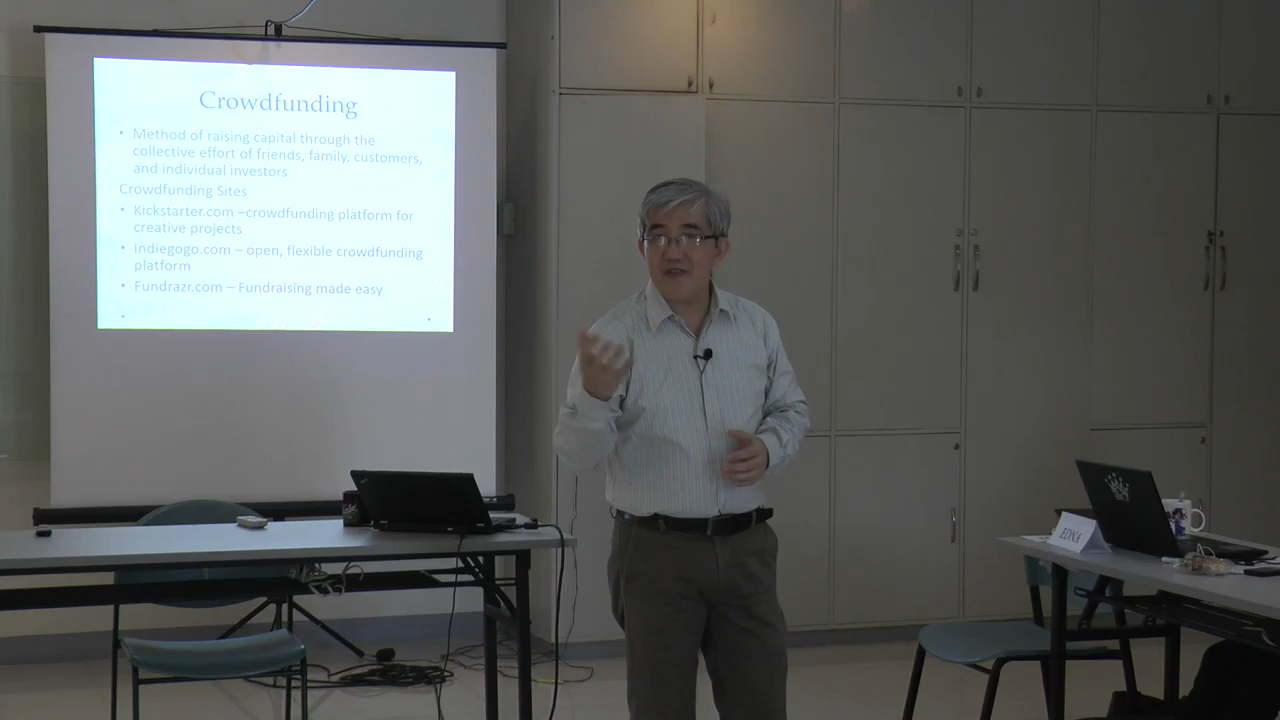 Crowdfunding
• Method of raising capital through the
collective effort of friends, family, customers,
and individual investors
Crowdfunding Sites
• Kickstarter.com –crowdfunding platform for
creative projects
• Indiegogo.com – open, flexible crowdfunding
platform
• Fundrazr.com – Fundraising made easy
EDNA